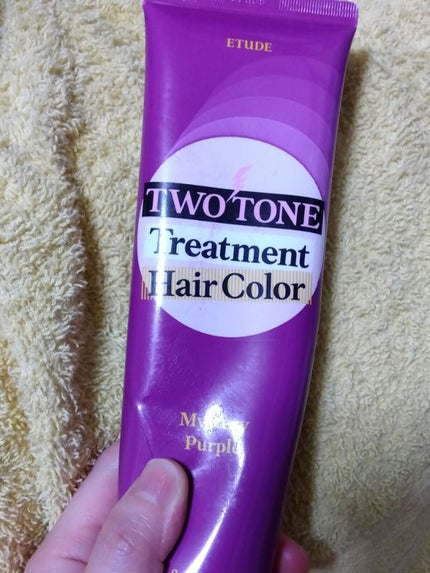 ETUDE
TWO TONE
Treatment
Hair Color
Purple